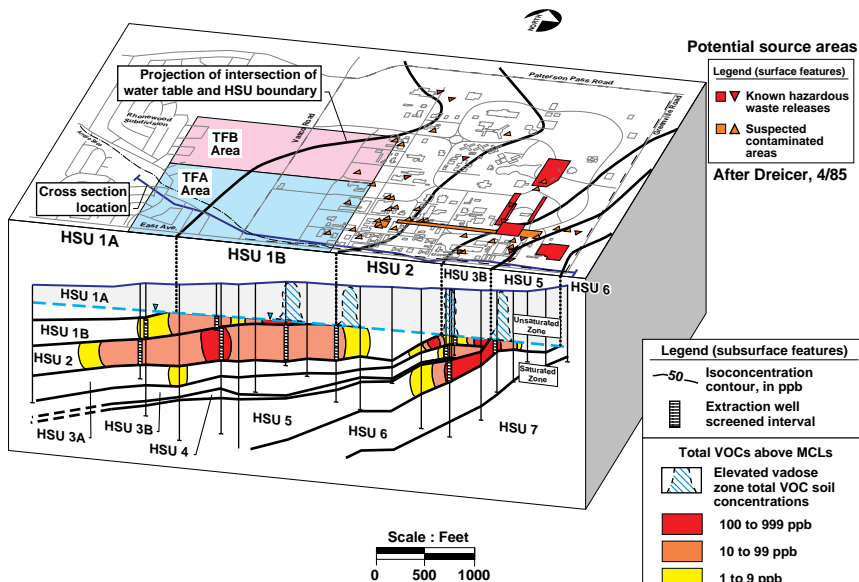 NORTH
Patterson Pass Road
Greenville Road
Projection of intersection of
water table and HSU boundary
Rhonewood
Subdivision
Vasco Road
TFB
Area
TFA
Area
Cross section
location
East Ave.
HSU 1A
HSU 1B
HSU 2
HSU 3B
HSU 5
HSU 6
HSU 1A
HSU 1B
HSU 2
HSU 3A
HSU 3B
HSU 4
HSU 5
HSU 6
HSU 7
Unsaturated
Zone
Saturated
Zone
Scale : Feet
0 500 1000
Potential source areas
Legend (surface features)
Known hazardous
waste releases
Suspected
contaminated
areas
After Dreicer, 4/85
Legend (subsurface features)
50
Isoconcentration
contour, in ppb
Extraction well
screened interval
Total VOCs above MCLs
Elevated vadose
zone total VOC soil
concentrations
100 to 999 ppb
10 to 99 ppb
1 to 9 ppb